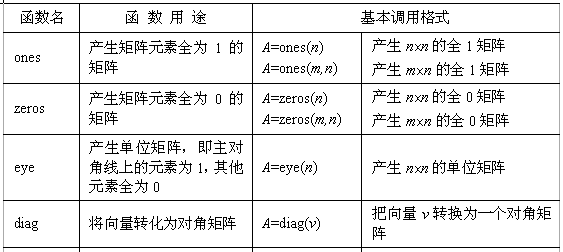 函数名 函 数 用 途 基本调用格式
ones 产生矩阵元素全为 1 的 A=ones(n) 产生 n×n 的全 1 矩阵
矩阵 A=ones(m,n) 产生 m×n 的全 1 矩阵
zeros 产生矩阵元素全为 0 的 A=zeros(n) 产生 n×n 的全 0 矩阵
矩阵 A=zeros(m,n) 产生 m×n 的全 0 矩阵
产生单位矩阵，即主对
eye 角线上的元素为 1，其他 A=eye(n) 产生 n×n 的单位矩阵
元素全为 0
diag 将向量转化为对角矩阵 A=diag(v) 把向量 v 转换为一个对角矩
阵